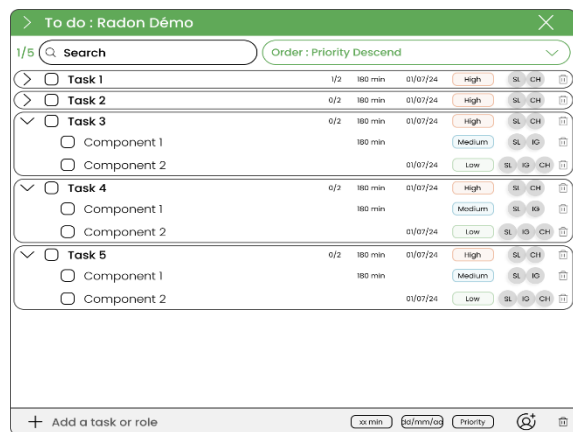 To do : Radon Démo
1/5 Search Order : Priority Descend
Task 1 1/2 180 min 01/07/24 High SL CH
Task 2 0/2 180 min 01/07/24 High SL CH
Task 3 0/2 180 min 01/07/24 High SL CH
Component 1 180 min Medium SL IG
Component 2 01/07/24 Low SL IG CH
Task 4 0/2 180 min 01/07/24 High SL CH
Component 1 180 min Medium SL IG
Component 2 01/07/24 Low SL IG CH
Task 5 0/2 180 min 01/07/24 High SL CH
Component 1 180 min Medium SL IG
Component 2 01/07/24 Low SL IG CH
Add a task or role xx min dd/mm/aa Priority